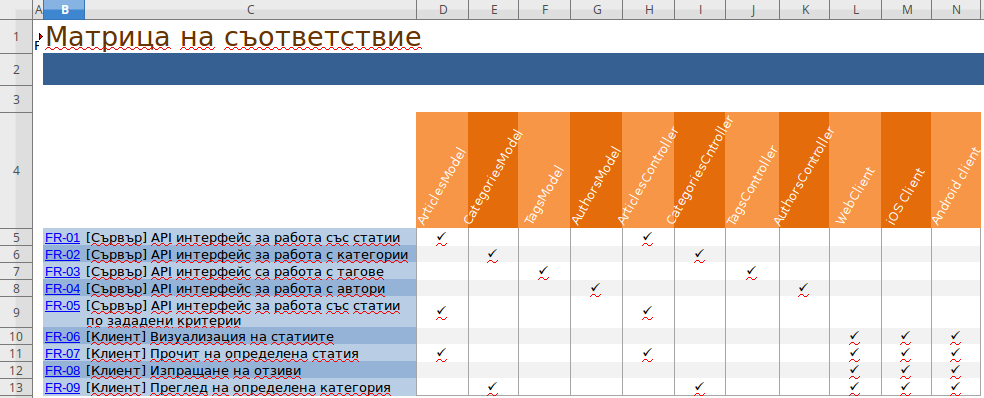 A B C D E F G H I J K L M N
1 Матрица на съответствие
2
3
4 ArticlesModel CategoriesModel TagsModel AuthorsModel ArticlesController CategoriesCntroller TagsController AuthorsController WebClient iOS Client Android client
5 FR-01 [Сървър] API интерфейс за работа със статии ✓ ✓
6 FR-02 [Сървър] API интерфейс за работа с категории ✓ ✓
7 FR-03 [Сървър] API интерфейс са работа с тагове ✓ ✓
8 FR-04 [Сървър] API интерфейс за работа с автори ✓ ✓
9 FR-05 [Сървър] API интерфейс за работа със статии ✓ ✓
по зададени критерии
10 FR-06 [Клиент] Визуализация на статиите ✓ ✓ ✓
11 FR-07 [Клиент] Прочит на определена статия ✓ ✓ ✓ ✓ ✓
12 FR-08 [Клиент] Изпращане на отзиви ✓ ✓ ✓
13 FR-09 [Клиент] Преглед на определена категория ✓ ✓ ✓ ✓ ✓